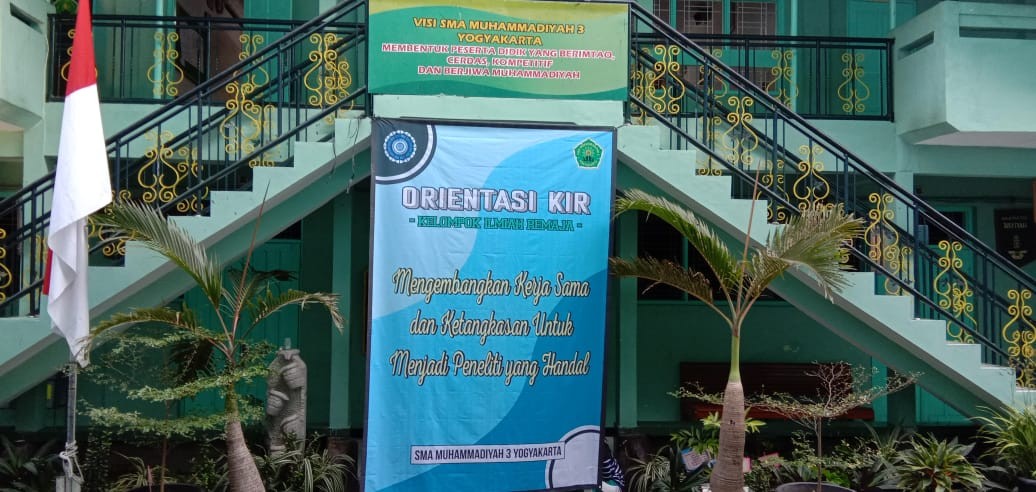 VISI SMA MUHAMMADIYAH 3
YOGYAKARTA
MEMBENTUK PESERTA DIDIK YANG BERIMTAQ,
CERDAS, KOMPETITIF
DAN BERJIWA MUHAMMADIYAH
ORIENTASI KIR
- KELOMPOK ILMIAH REMAJA -
Mengembangkan Kerja Sama
dan Ketangkasan Untuk
Menjadi Peneliti yang Handal
SMA MUHAMMADIYAH 3 YOGYAKARTA